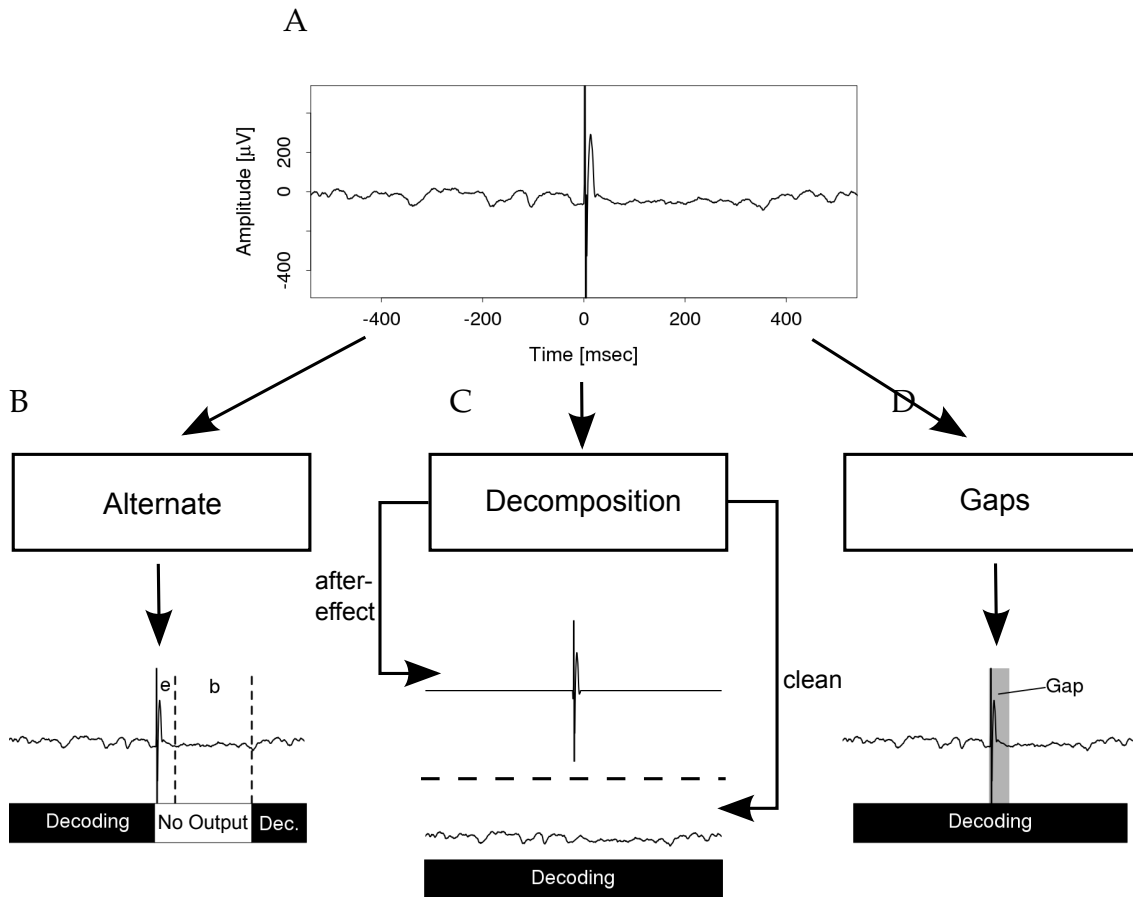 A
Amplitude [µV]
200
0
-400
-400
-200
0
200
400
Time [msec]
B
C
D
Alternate
Decomposition
Gaps
after-
effect
clean
e
b
Gap
Decoding
No Output
Dec.
Decoding
Decoding